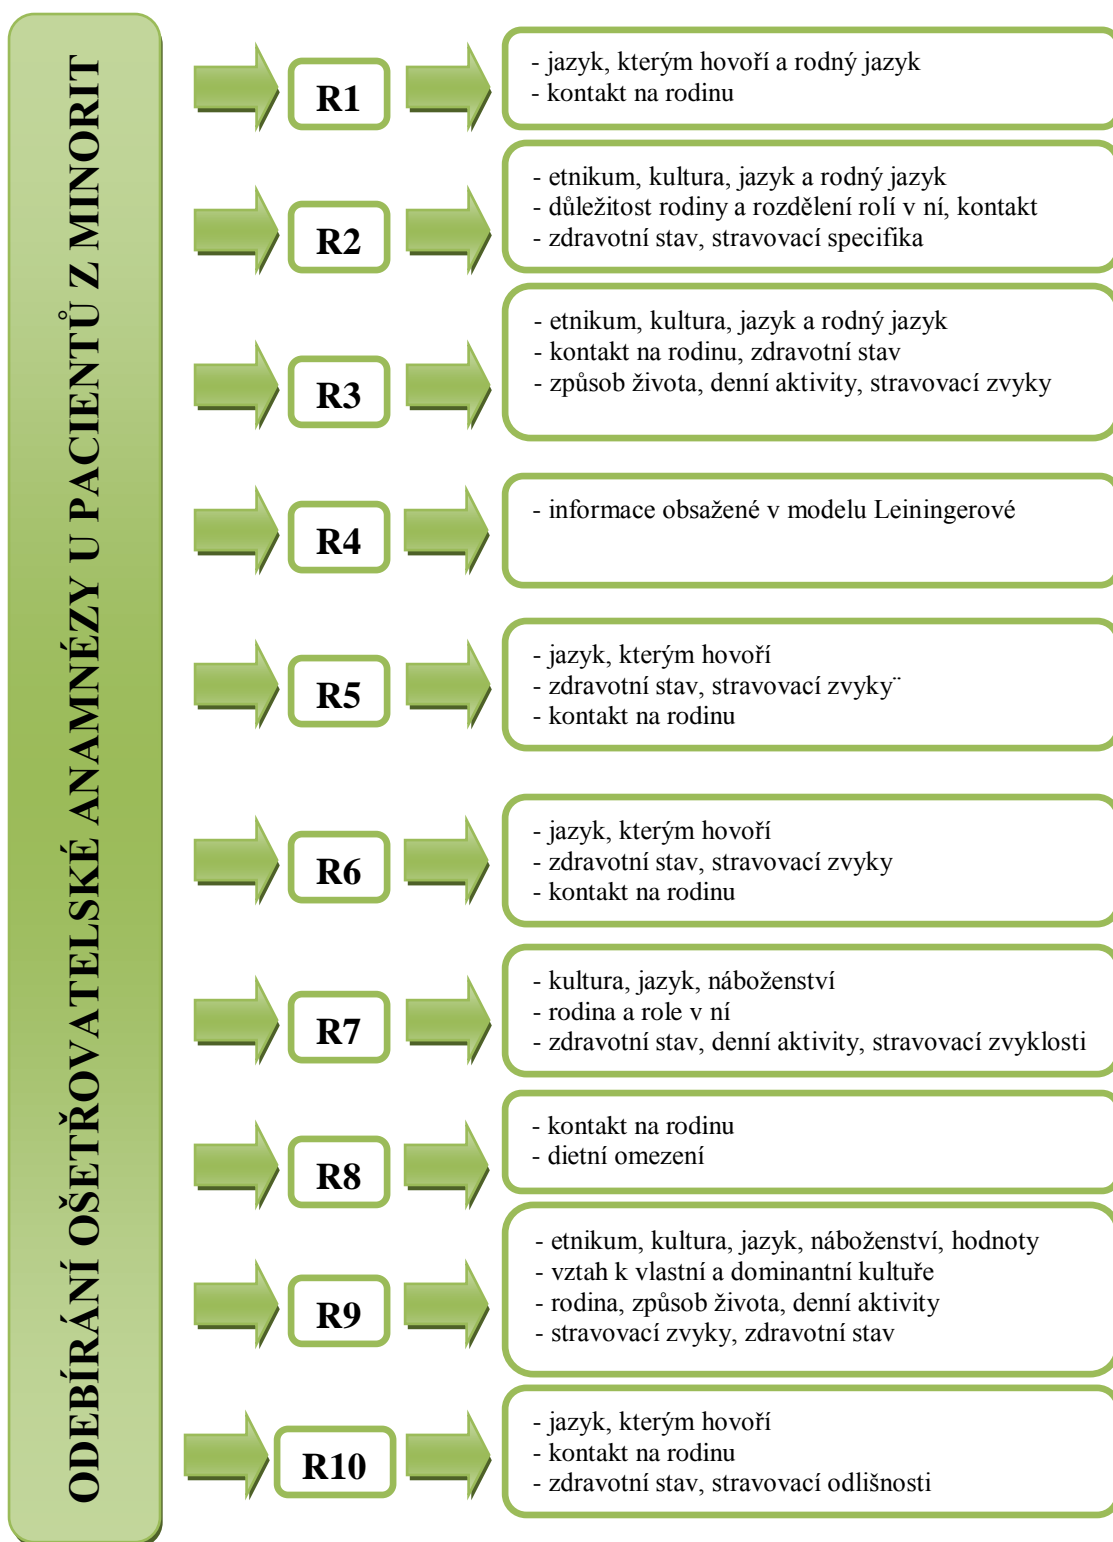 ODEBÍRÁNÍ OŠETŘOVATELSKÉ ANAMNÉZY U PACIENTŮ Z MINORIT
R1
- jazyk, kterým hovoří a rodný jazyk
- kontakt na rodinu
R2
- etnikum, kultura, jazyk a rodný jazyk
- důležitost rodiny a rozdělení rolí v ní, kontakt
- zdravotní stav, stravovací specifika
R3
- etnikum, kultura, jazyk a rodný jazyk
- kontakt na rodinu, zdravotní stav
- způsob života, denní aktivity, stravovací zvyky
R4
- informace obsažené v modelu Leiningerové
R5
- jazyk, kterým hovoří
- zdravotní stav, stravovací zvyky¨
- kontakt na rodinu
R6
- jazyk, kterým hovoří
- zdravotní stav, stravovací zvyky
- kontakt na rodinu
R7
- kultura, jazyk, náboženství
- rodina a role v ní
- zdravotní stav, denní aktivity, stravovací zvyklosti
R8
- kontakt na rodinu
- dietní omezení
R9
- etnikum, kultura, jazyk, náboženství, hodnoty
- vztah k vlastní a dominantní kultuře
- rodina, způsob života, denní aktivity
- stravovací zvyky, zdravotní stav
R10
- jazyk, kterým hovoří
- kontakt na rodinu
- zdravotní stav, stravovací odlišnosti